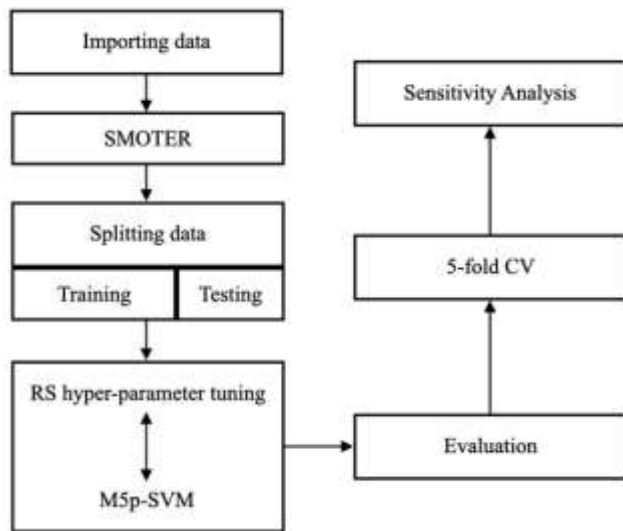 Importing data
SMOTER
Splitting data
Training
Testing
RS hyper-parameter tuning
M5p-SVM
Evaluation
5-fold CV
Sensitivity Analysis